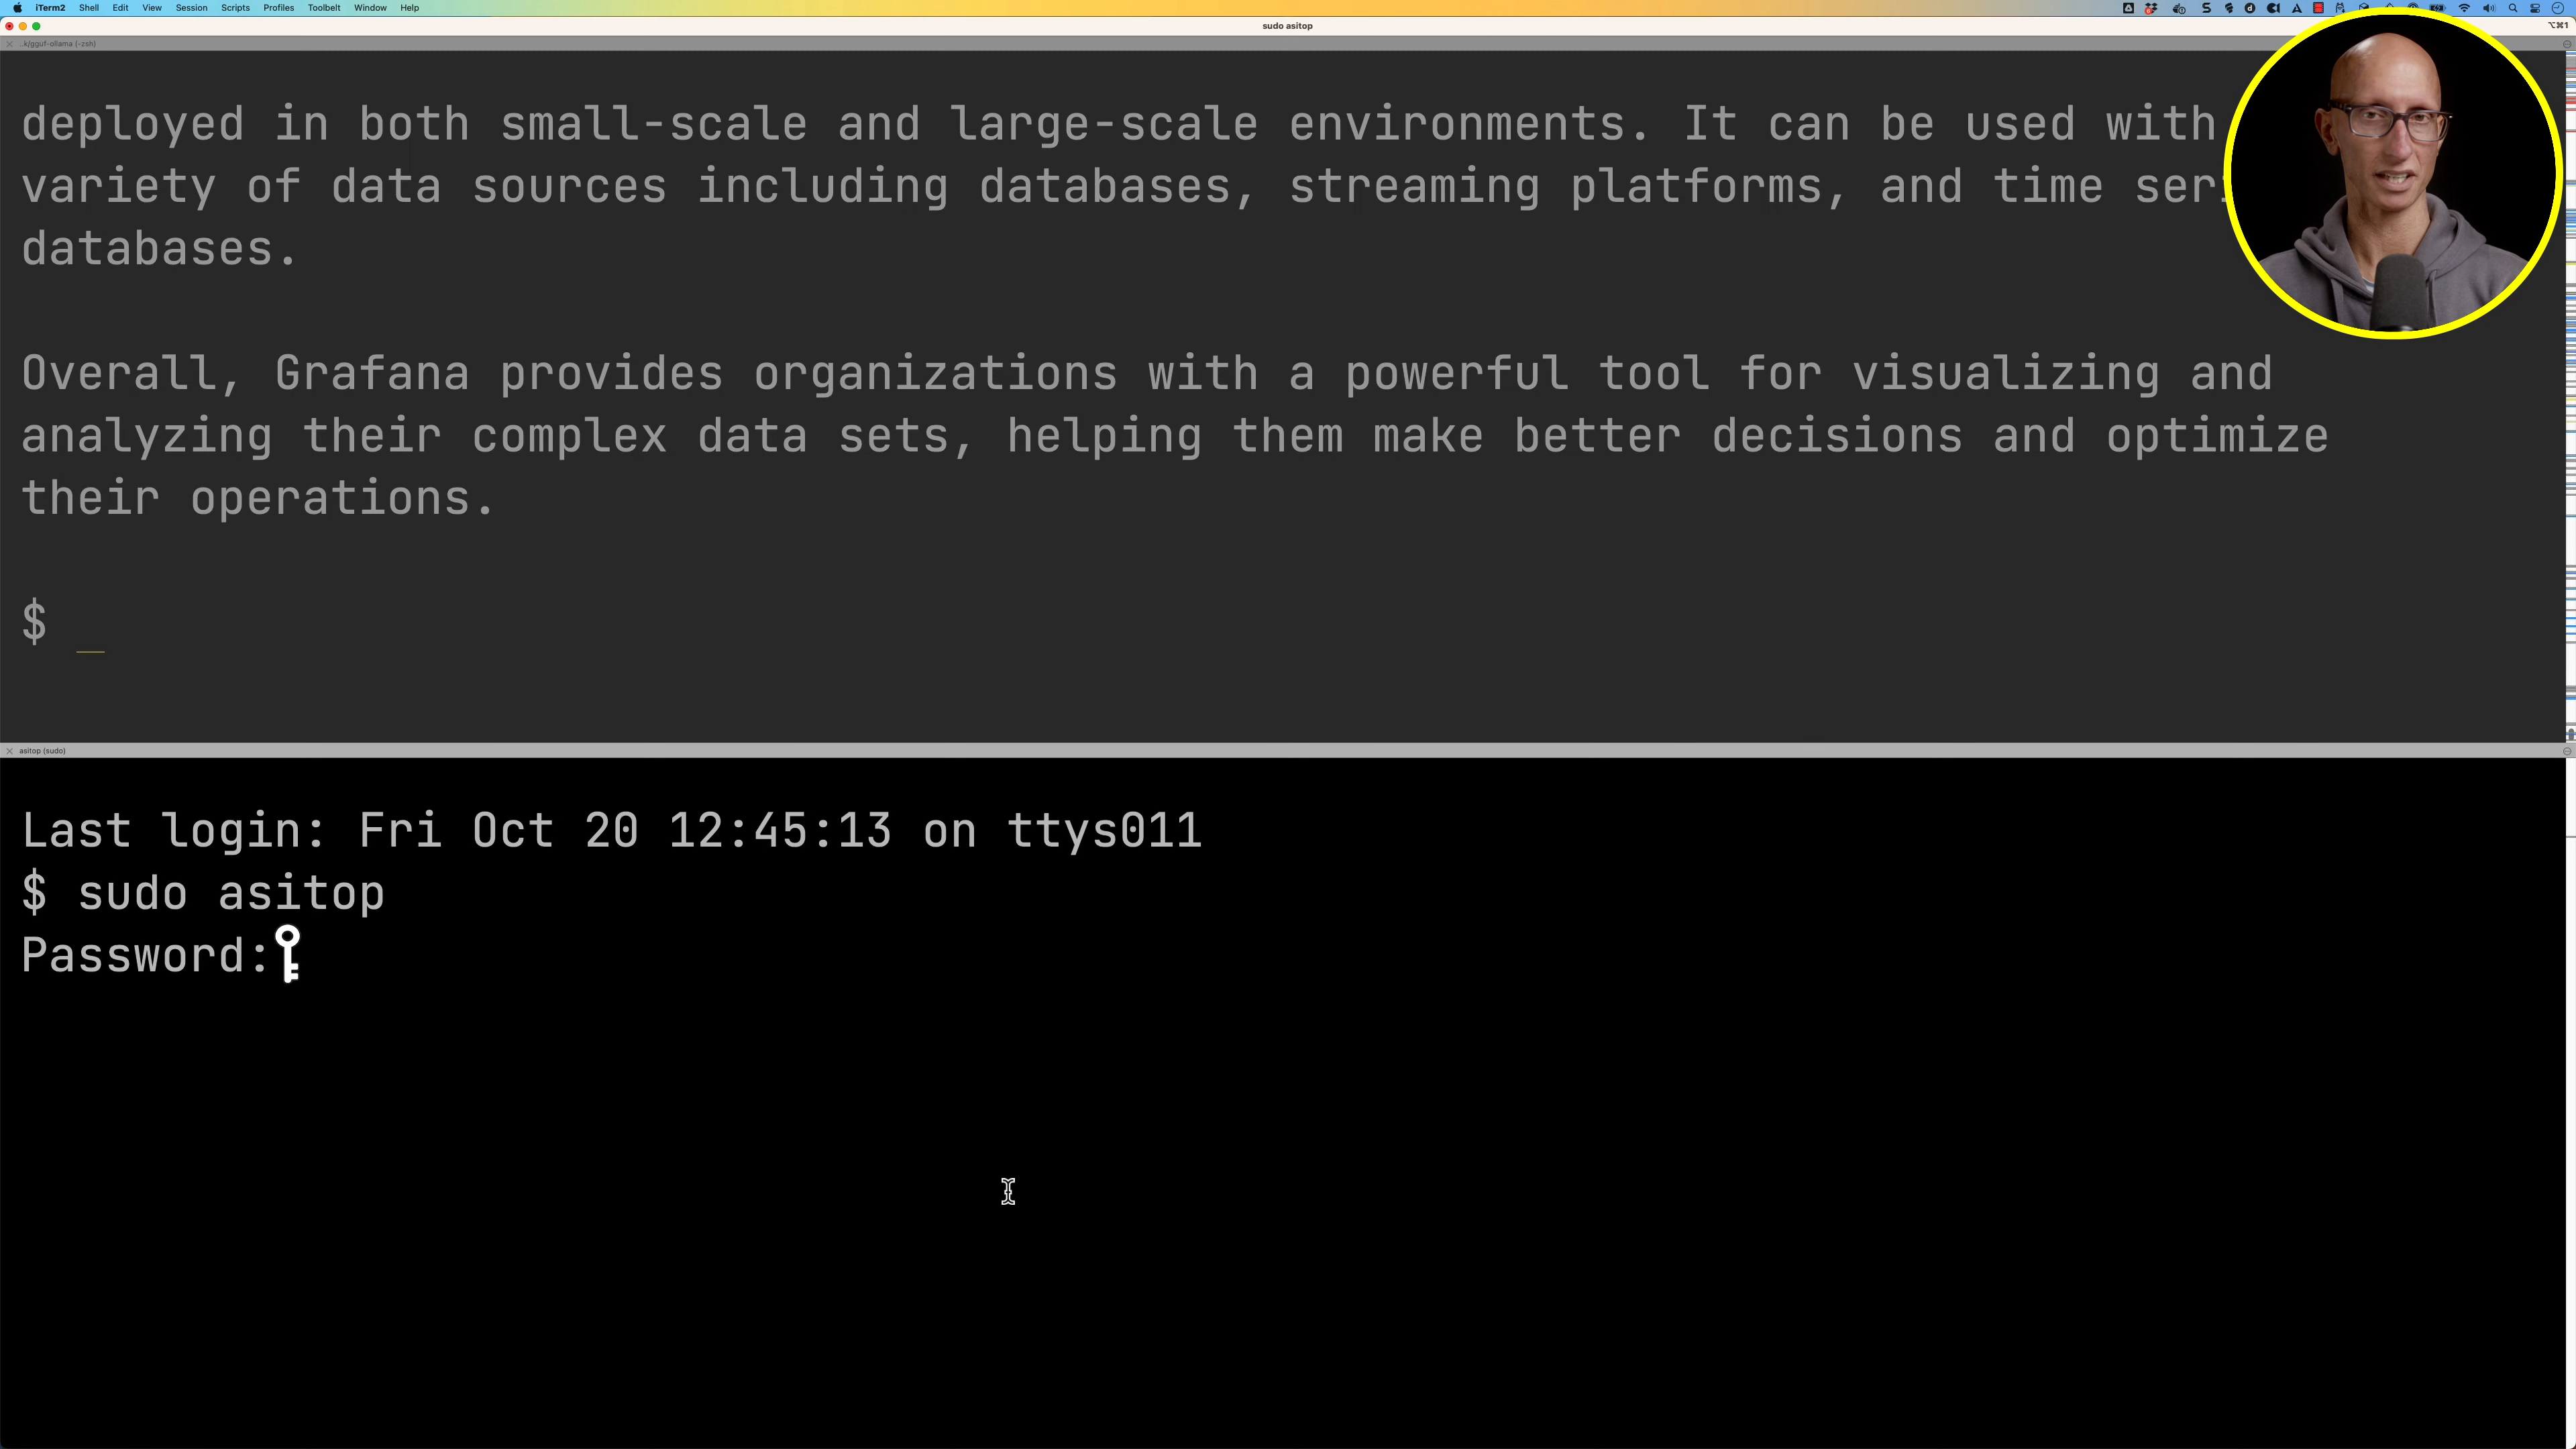 iTerm2 Shell Edit View Session Scripts Profiles Toolbelt Window Help
sudo asitop
⌥⌘1
..k/gguf-ollama (-zsh)
deployed in both small-scale and large-scale environments. It can be used with
variety of data sources including databases, streaming platforms, and time
databases.
Overall, Grafana provides organizations with a powerful tool for visualizing and
analyzing their complex data sets, helping them make better decisions and optimize
their operations.
$ _
asitop (sudo)
Last login: Fri Oct 20 12:45:13 on ttys011
$ sudo asitop
Password: